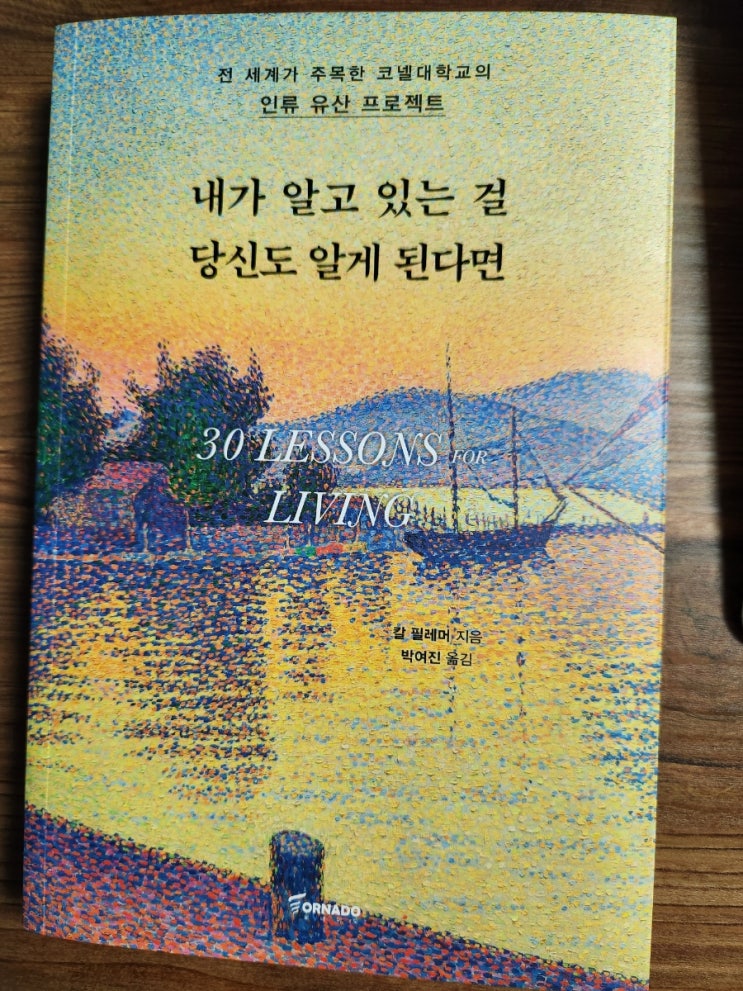 전 세계가 주목한 코넬대학교의
인류 유산 프로젝트
내가 알고 있는 걸
당신도 알게 된다면
30 LESSONS FOR
LIVING
칼 필레머 지음
박여진 옮김
TORNADO